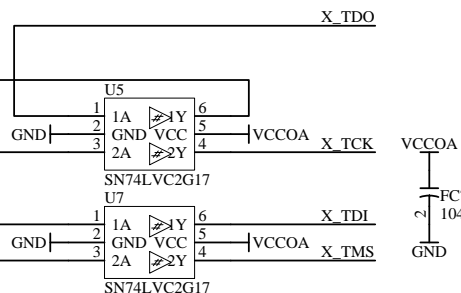 X_TDO
U5
1 1A 1Y 6
GND 2 GND VCC 5 VCCOA
3 2A 2Y 4 X_TCK
SN74LVC2G17
VCCOA
U7
1 1A 1Y 6 X_TDI
GND 2 GND VCC 5 VCCOA
3 2A 2Y 4 X_TMS
SN74LVC2G17
FC
104
2
GND